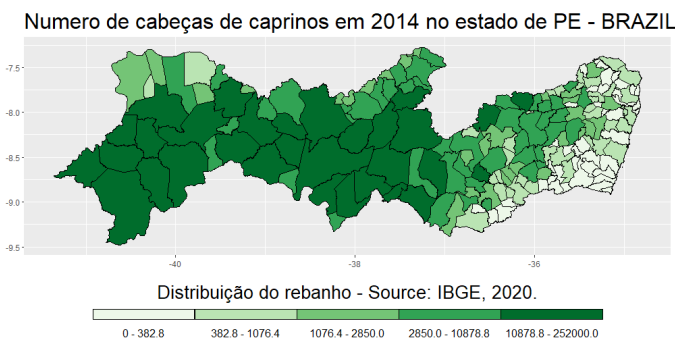 Numero de cabeças de caprinos em 2014 no estado de PE - BRAZIL
-7.5
-8.0
-8.5
-9.0
-9.5
-40
-38
-36
Distribuição do rebanho - Source: IBGE, 2020.
0 - 382.8
382.8 - 1076.4
1076.4 - 2850.0
2850.0 - 10878.8
10878.8 - 252000.0